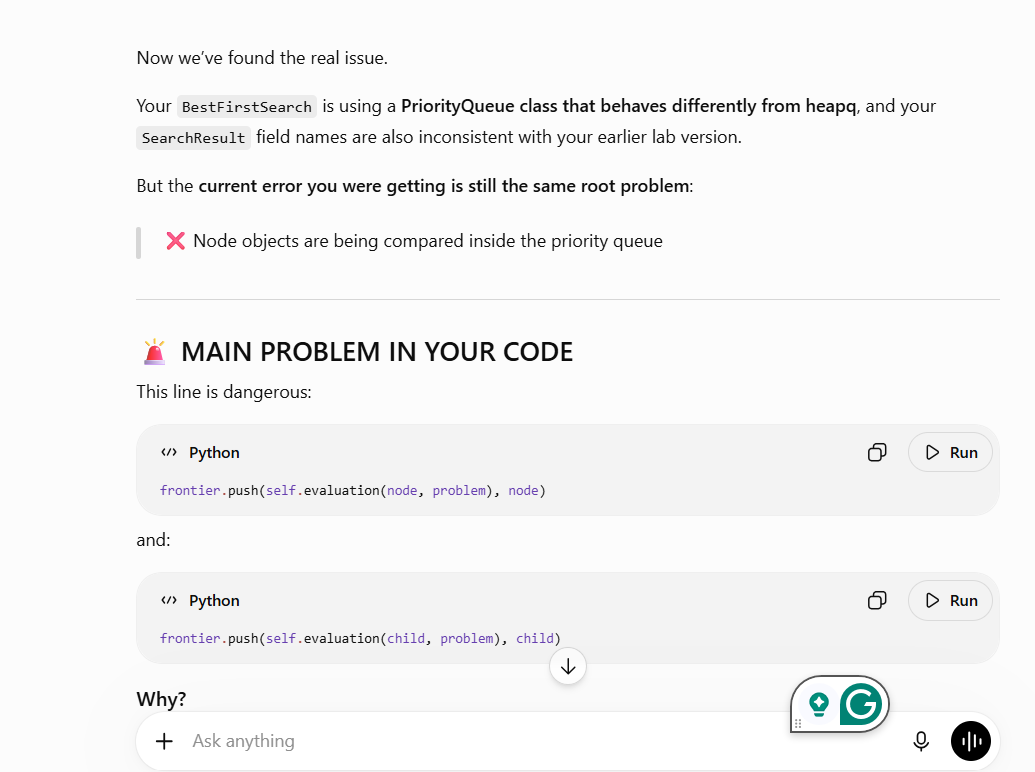 Now we’ve found the real issue.
Your BestFirstSearch is using a PriorityQueue class that behaves differently from heapq, and your
SearchResult field names are also inconsistent with your earlier lab version.
But the current error you were getting is still the same root problem:
❌ Node objects are being compared inside the priority queue
🚨 MAIN PROBLEM IN YOUR CODE
This line is dangerous:
</> Python Run
frontier.push(self.evaluation(node, problem), node)
and:
</> Python Run
frontier.push(self.evaluation(child, problem), child)
Why?
Ask anything